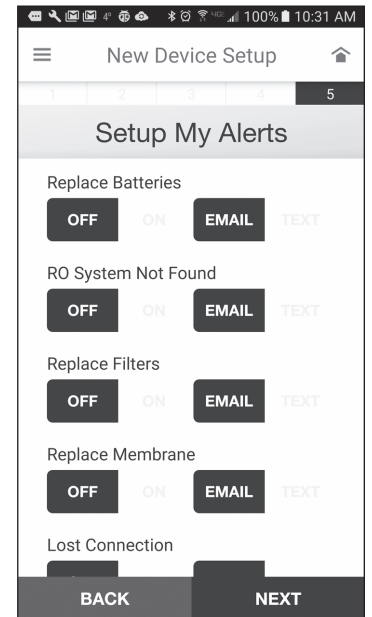 4° 4G 100% 10:31 AM
New Device Setup
1 2 3 4 5
Setup My Alerts
Replace Batteries
OFF ON EMAIL TEXT
RO System Not Found
OFF ON EMAIL TEXT
Replace Filters
OFF ON EMAIL TEXT
Replace Membrane
OFF ON EMAIL TEXT
Lost Connection
BACK NEXT